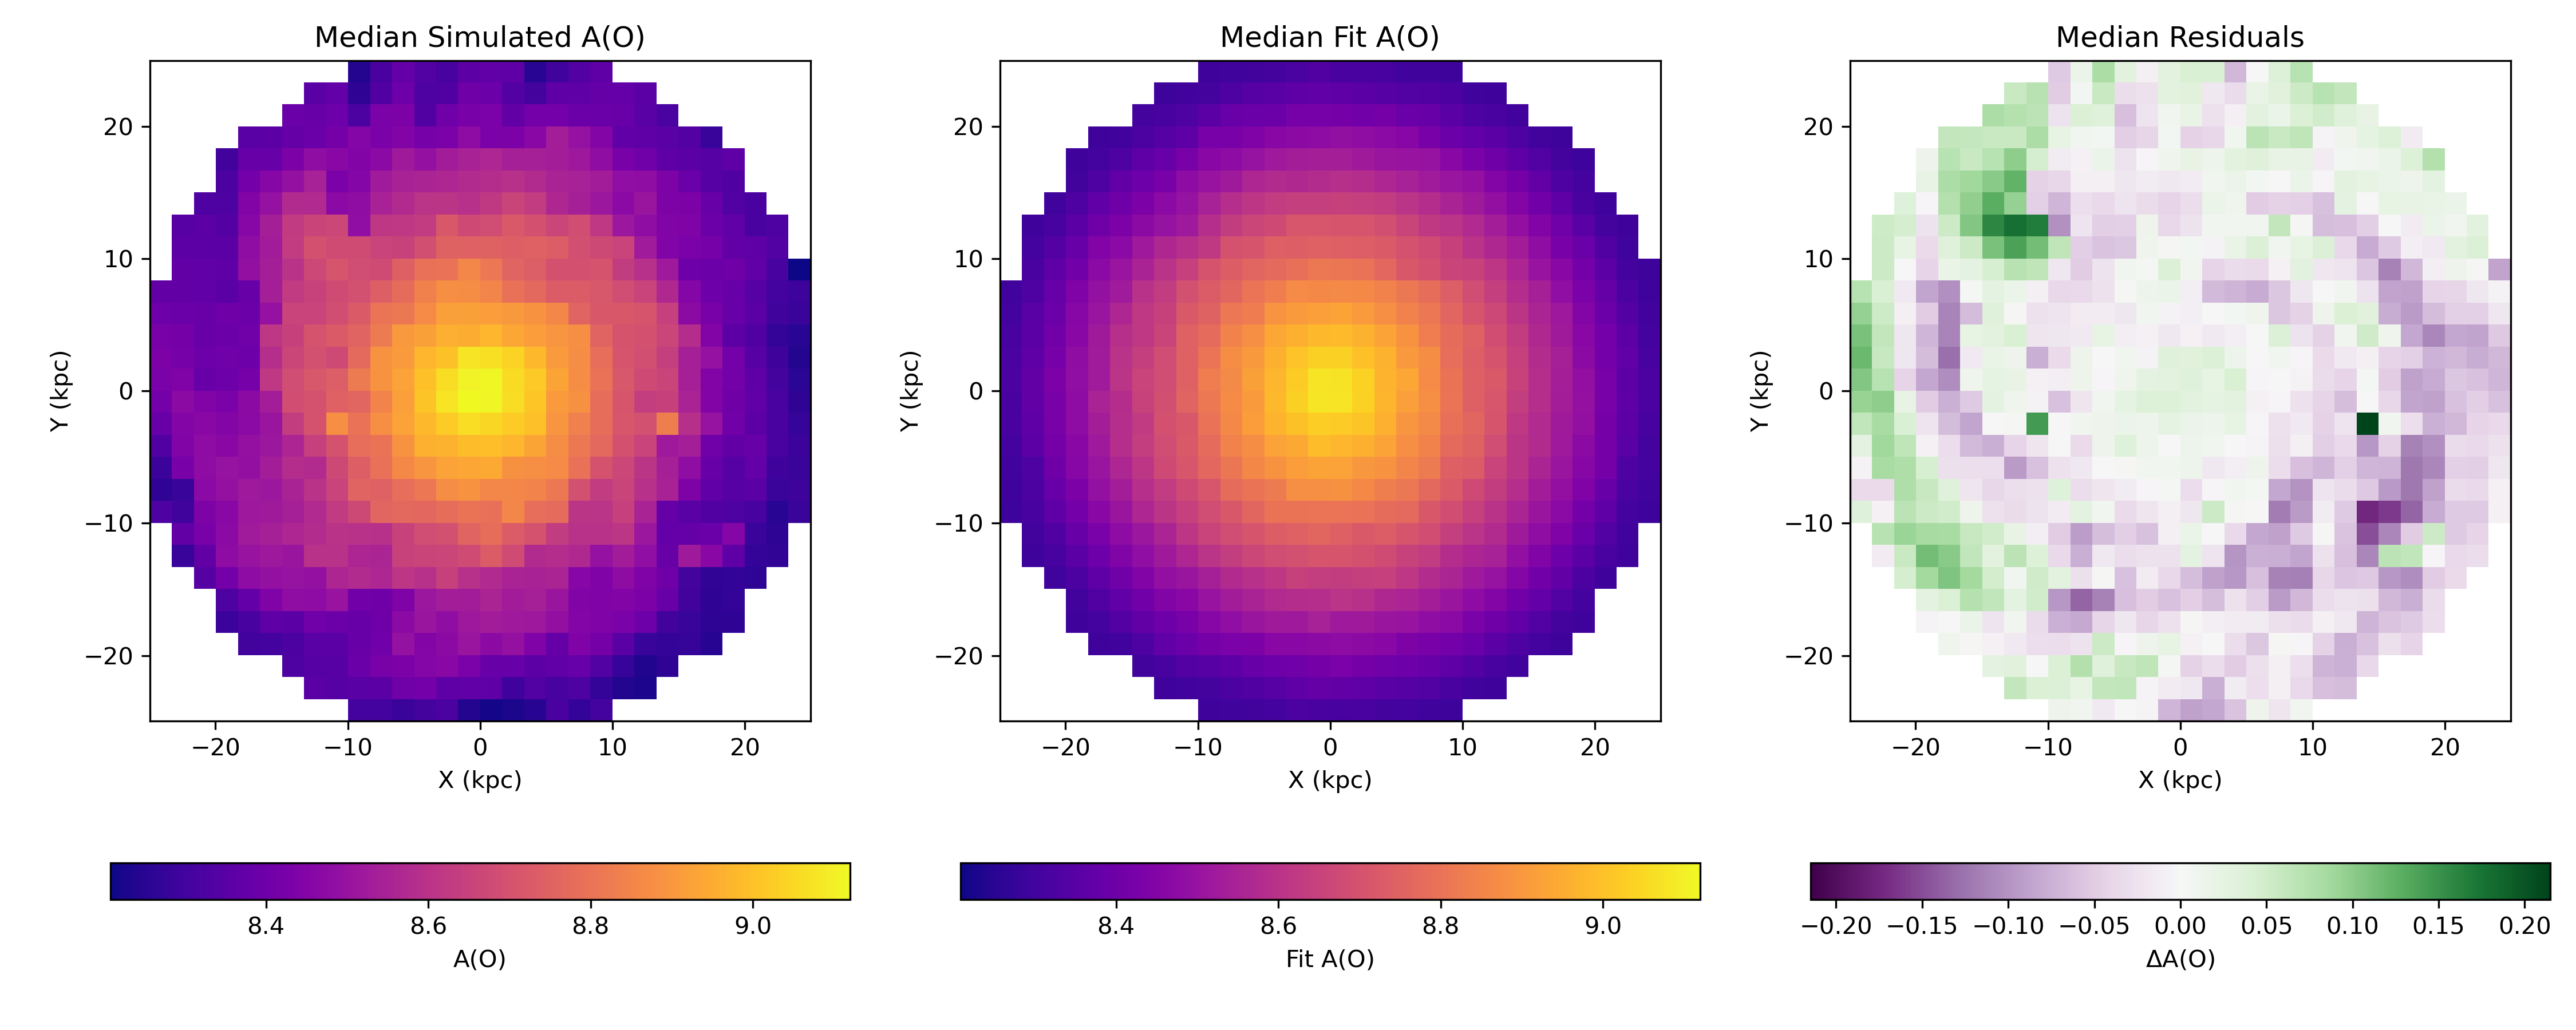 Median Simulated A(O)
Median Fit A(O)
Median Residuals
Y (kpc)
20
10
0
−10
−20
−20 −10 0 10 20
X (kpc)
Y (kpc)
20
10
0
−10
−20
−20 −10 0 10 20
X (kpc)
Y (kpc)
20
10
0
−10
−20
−20 −10 0 10 20
X (kpc)
8.4 8.6 8.8 9.0
A(O)
8.4 8.6 8.8 9.0
Fit A(O)
−0.20 −0.15 −0.10 −0.05 0.00 0.05 0.10 0.15 0.20
ΔA(O)